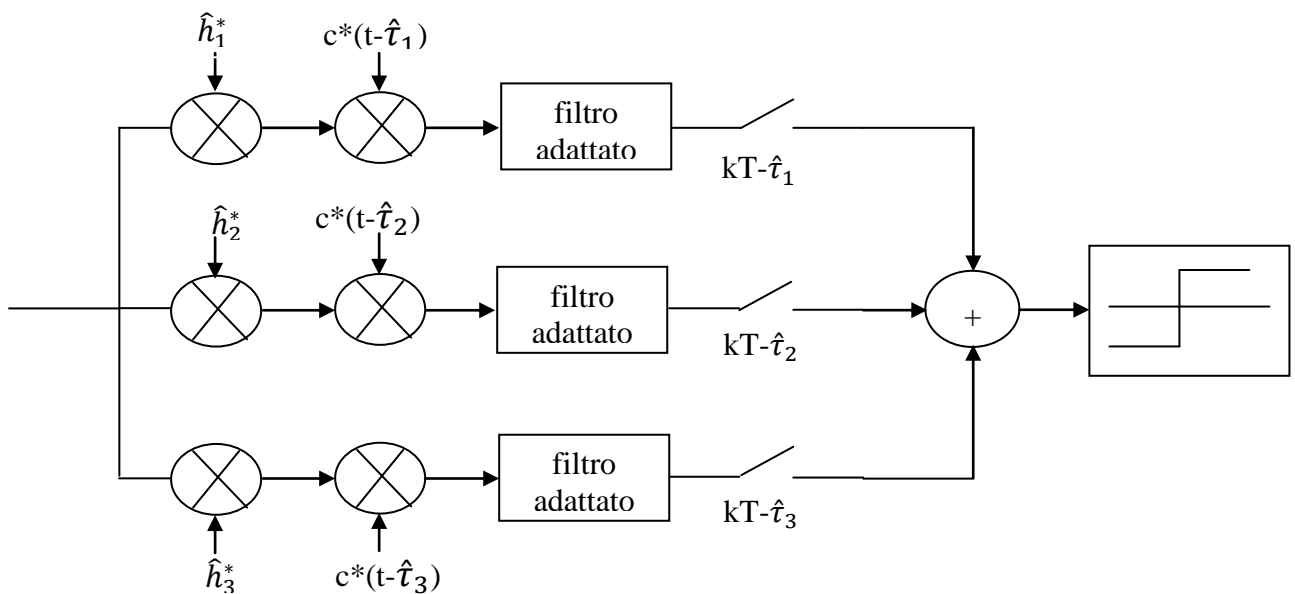 ĥ₁* c*(t-τ̂₁)
filtro
adattato
kT-τ̂₁
ĥ₂* c*(t-τ̂₂)
filtro
adattato
kT-τ̂₂
+
filtro
adattato
kT-τ̂₃
ĥ₃* c*(t-τ̂₃)